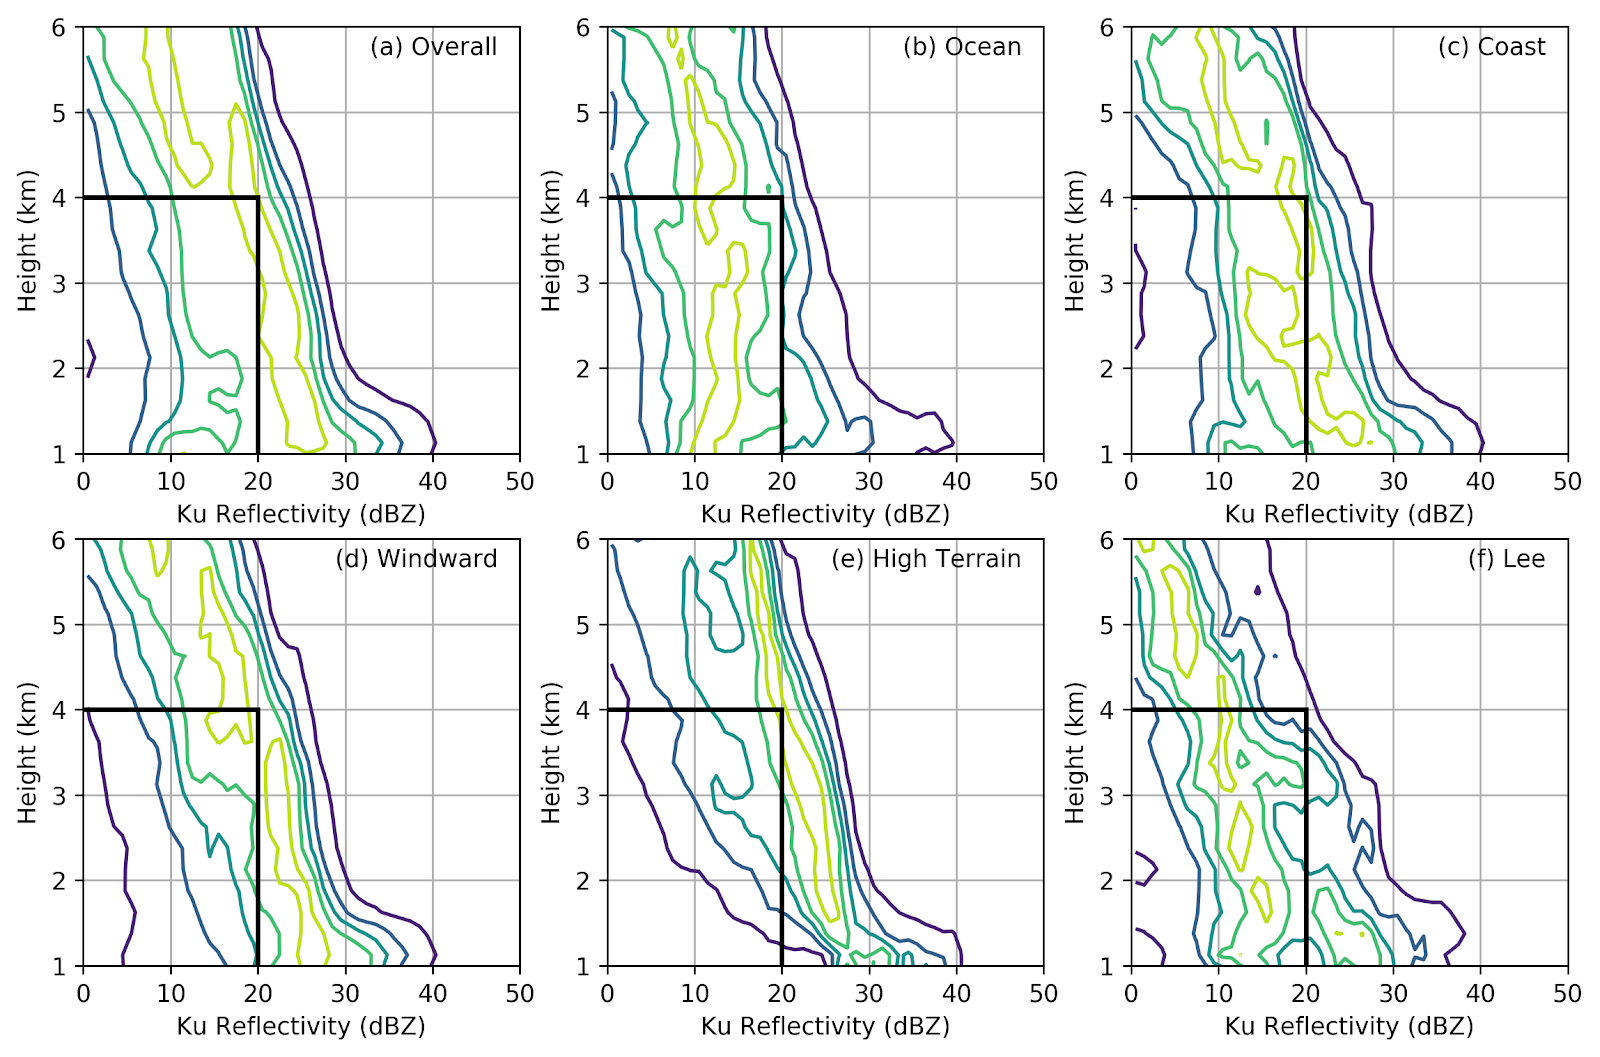 (a) Overall
6
5
4
3
2
1
Height (km)
0 10 20 30 40 50
Ku Reflectivity (dBZ)
(b) Ocean
6
5
4
3
2
1
Height (km)
0 10 20 30 40 50
Ku Reflectivity (dBZ)
(c) Coast
6
5
4
3
2
1
Height (km)
0 10 20 30 40 50
Ku Reflectivity (dBZ)
(d) Windward
6
5
4
3
2
1
Height (km)
0 10 20 30 40 50
Ku Reflectivity (dBZ)
(e) High Terrain
6
5
4
3
2
1
Height (km)
0 10 20 30 40 50
Ku Reflectivity (dBZ)
(f) Lee
6
5
4
3
2
1
Height (km)
0 10 20 30 40 50
Ku Reflectivity (dBZ)